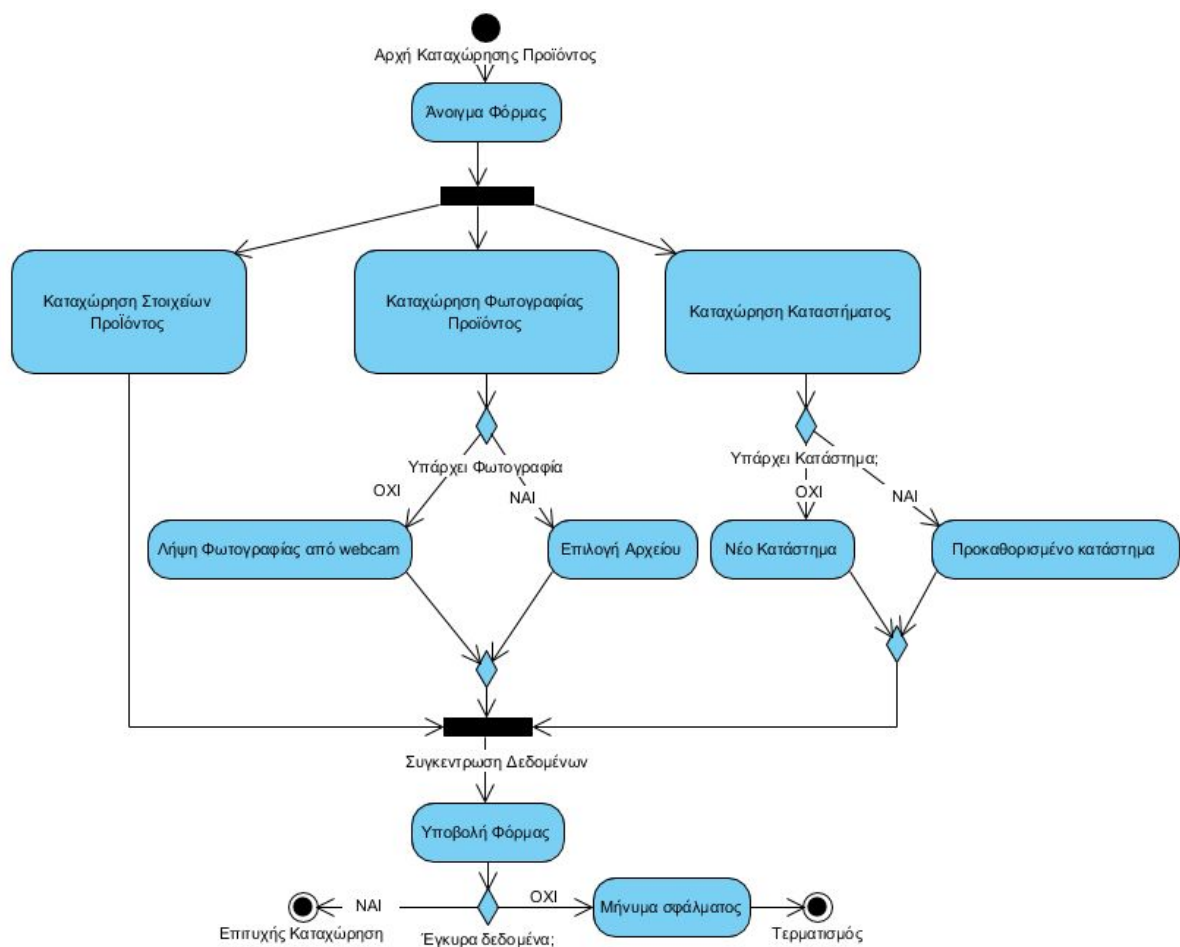 Αρχή Καταχώρησης Προϊόντος
Άνοιγμα Φόρμας
Καταχώρηση Στοιχείων
ΠροΪόντος
Καταχώρηση Φωτογραφίας
Προϊόντος
Καταχώρηση Καταστήματος
Υπάρχει Φωτογραφία
Υπάρχει Κατάστημα;
ΟΧΙ
ΝΑΙ
ΟΧΙ
ΝΑΙ
Λήψη Φωτογραφίας από webcam
Επιλογή Αρχείου
Νέο Κατάστημα
Προκαθορισμένο κατάστημα
Συγκεντρωση Δεδομένων
Υποβολή Φόρμας
ΝΑΙ
ΟΧΙ
Μήνυμα σφάλματος
Επιτυχής Καταχώρηση
Έγκυρα δεδομένα;
Τερματισμός